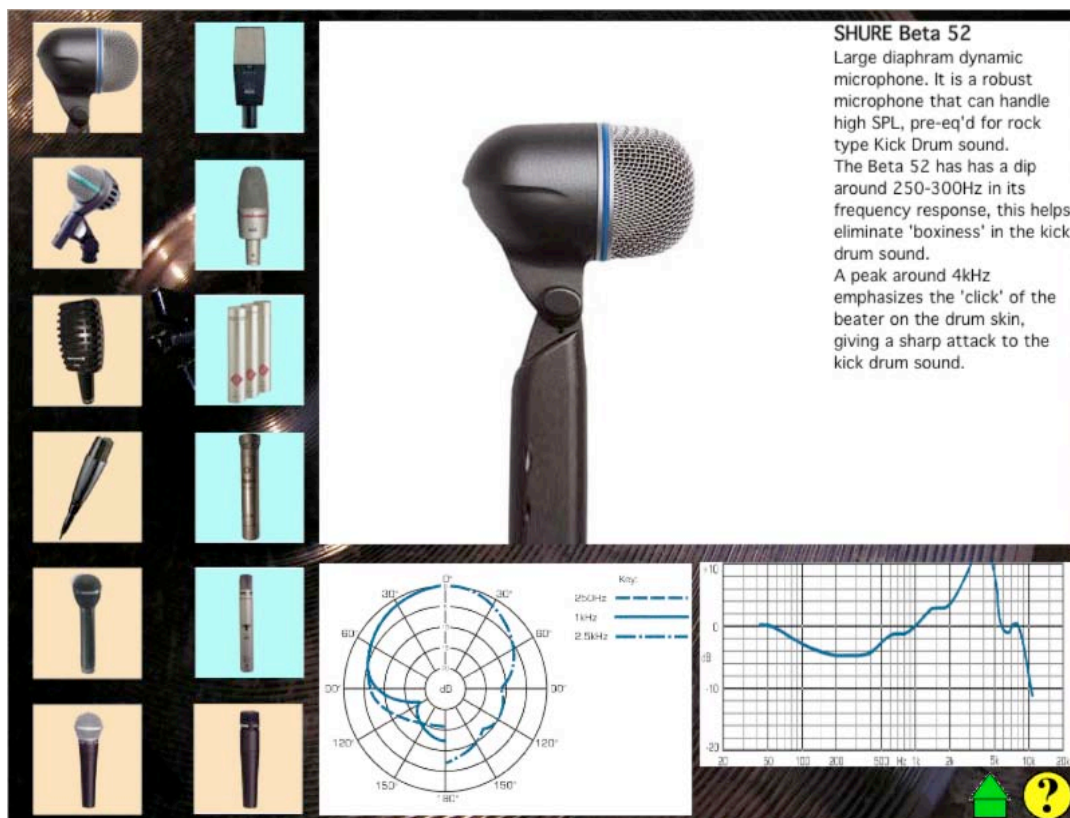 SHURE Beta 52
Large diaphram dynamic
microphone. It is a robust
microphone that can handle
high SPL, pre-eq'd for rock
type Kick Drum sound.
The Beta 52 has has a dip
around 250-300Hz in its
frequency response, this helps
eliminate 'boxiness' in the kick
drum sound.
A peak around 4kHz
emphasizes the 'click' of the
beater on the drum skin,
giving a sharp attack to the
kick drum sound.
0°
30° 30°
60° 60°
90° 90°
120° 120°
150° 150°
180°
dB
Key:
250Hz
1kHz
2.5kHz
+10
0
dB
-10
-20
20 50 100 200 500 Hz 1k 2k 5k 10k 20k
?